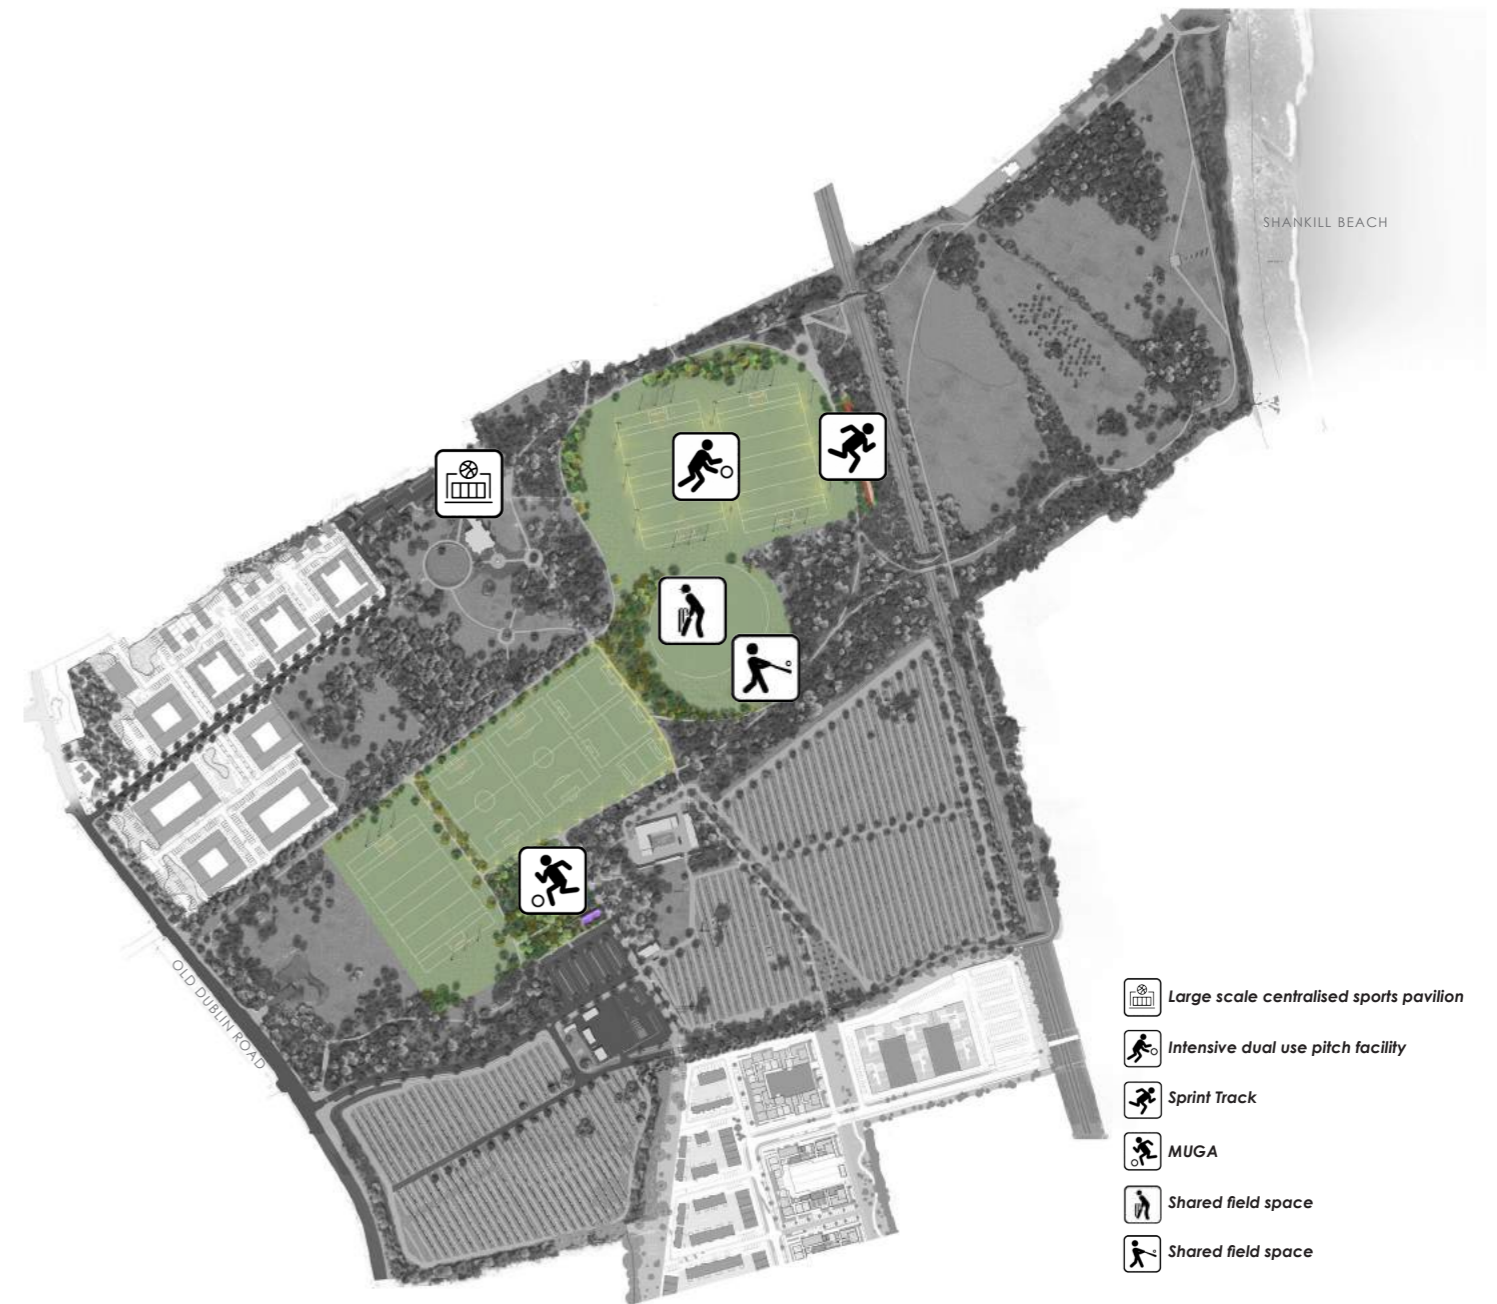 SHANKILL BEACH
OLD DUBLIN ROAD
Large scale centralised sports pavilion
Intensive dual use pitch facility
Sprint Track
MUGA
Shared field space
Shared field space